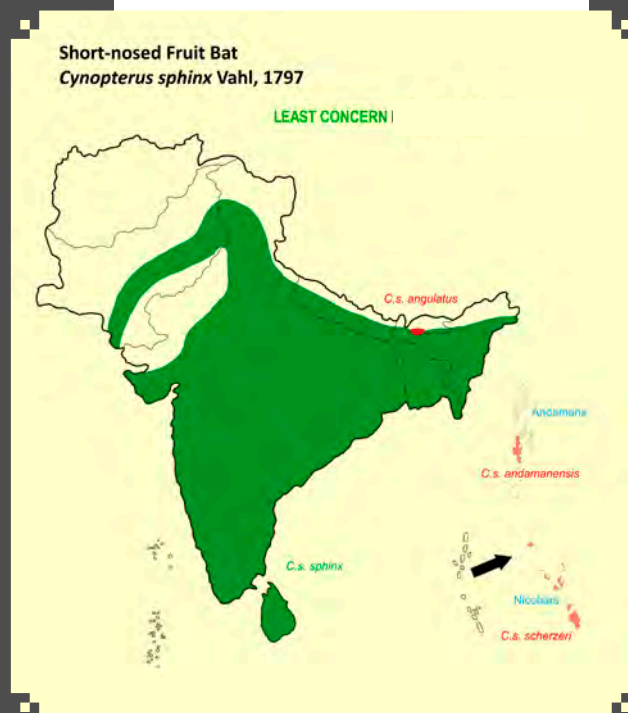 Short-nosed Fruit Bat
Cynopterus sphinx Vahl, 1797
LEAST CONCERN
C.s. angulatus
Andamans
C.s. andamanensis
C.s. sphinx
Nicobars
C.s. scherzeri